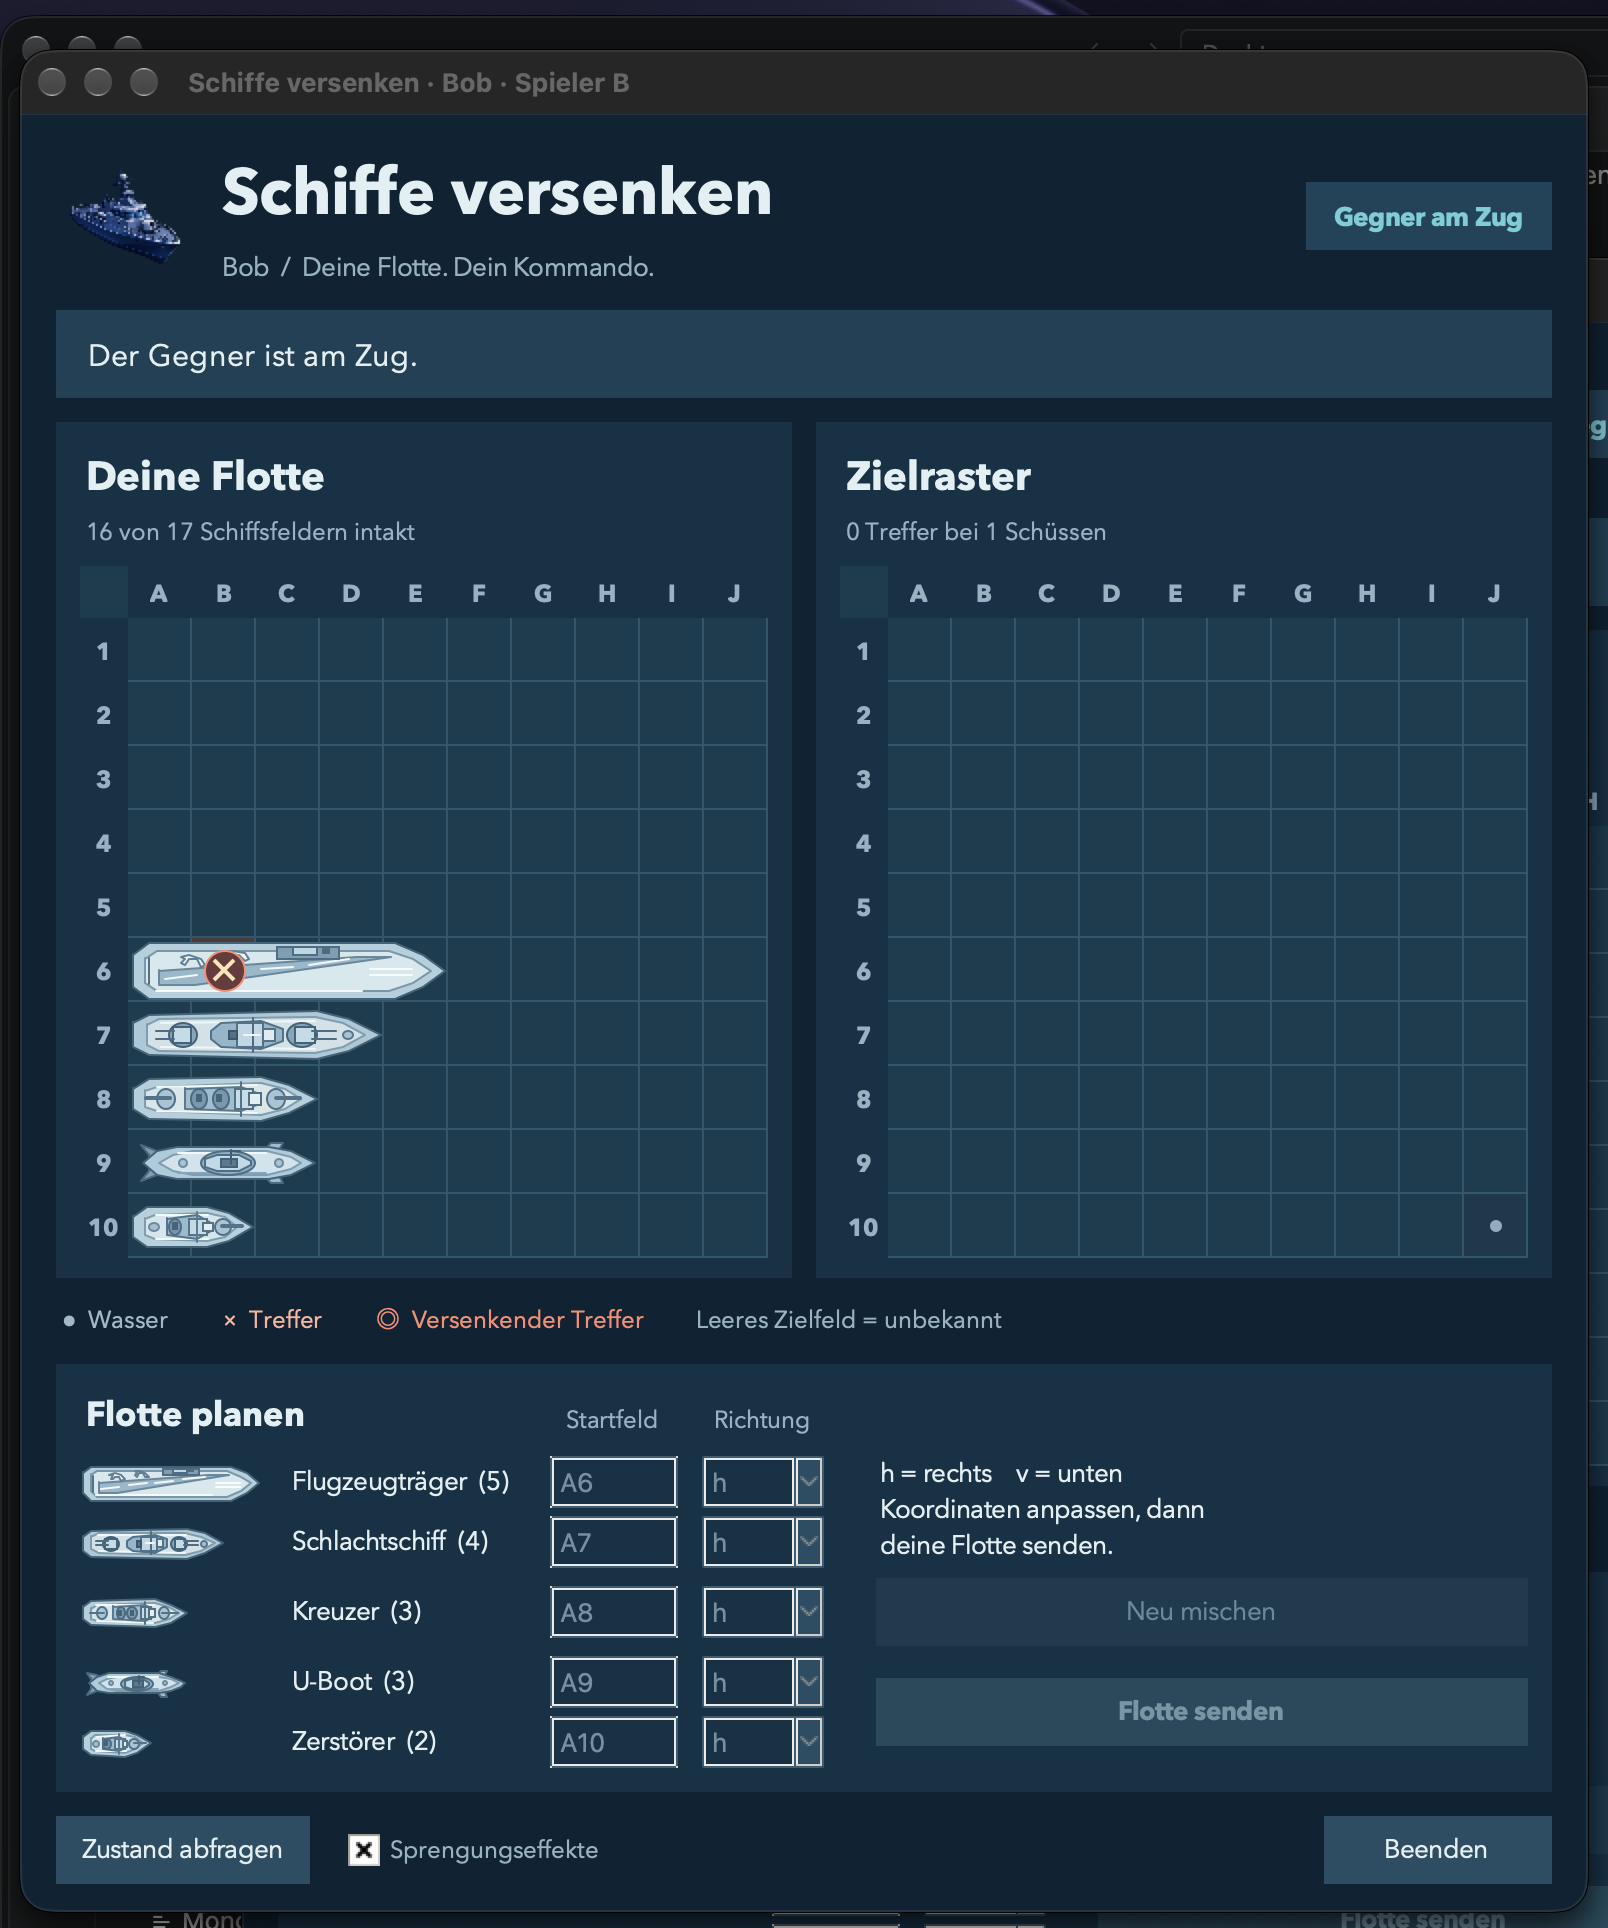 Schiffe versenken · Bob · Spieler B
Schiffe versenken
Gegner am Zug
Bob / Deine Flotte. Dein Kommando.
Der Gegner ist am Zug.
Deine Flotte
16 von 17 Schiffsfeldern intakt
A B C D E F G H I J
1
2
3
4
5
6
7
8
9
10
Zielraster
0 Treffer bei 1 Schüssen
A B C D E F G H I J
1
2
3
4
5
6
7
8
9
10
● Wasser × Treffer ◎ Versenkender Treffer Leeres Zielfeld = unbekannt
Flotte planen Startfeld Richtung
Flugzeugträger (5) A6 h
Schlachtschiff (4) A7 h
Kreuzer (3) A8 h
U-Boot (3) A9 h
Zerstörer (2) A10 h
h = rechts v = unten
Koordinaten anpassen, dann
deine Flotte senden.
Neu mischen
Flotte senden
Zustand abfragen Sprengungseffekte Beenden
Flotte senden